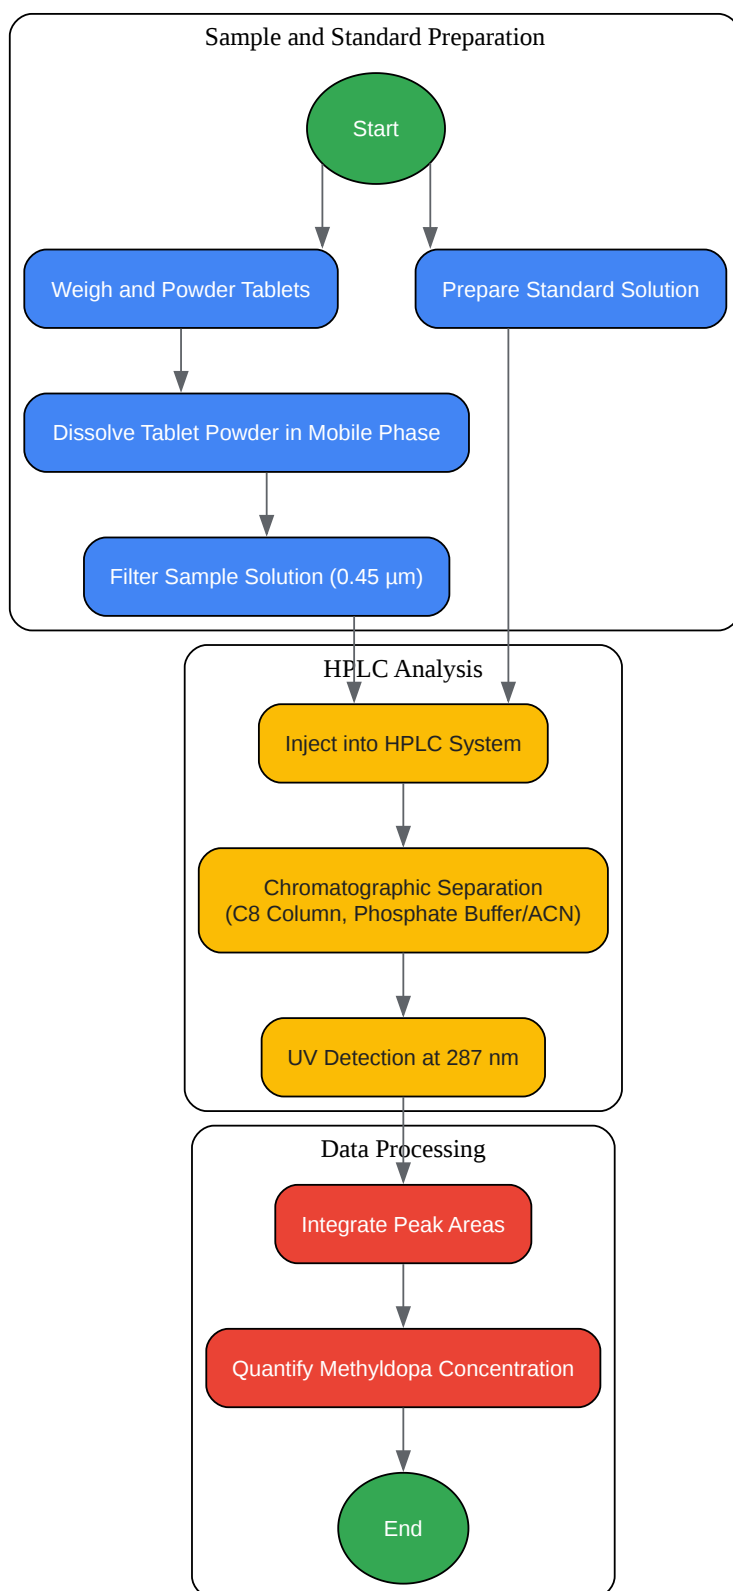 Sample and Standard Preparation
Start
Weigh and Powder Tablets
Prepare Standard Solution
Dissolve Tablet Powder in Mobile Phase
Filter Sample Solution (0.45 µm)
HPLC Analysis
Inject into HPLC System
Chromatographic Separation
(C8 Column, Phosphate Buffer/ACN)
UV Detection at 287 nm
Data Processing
Integrate Peak Areas
Quantify Methyldopa Concentration
End